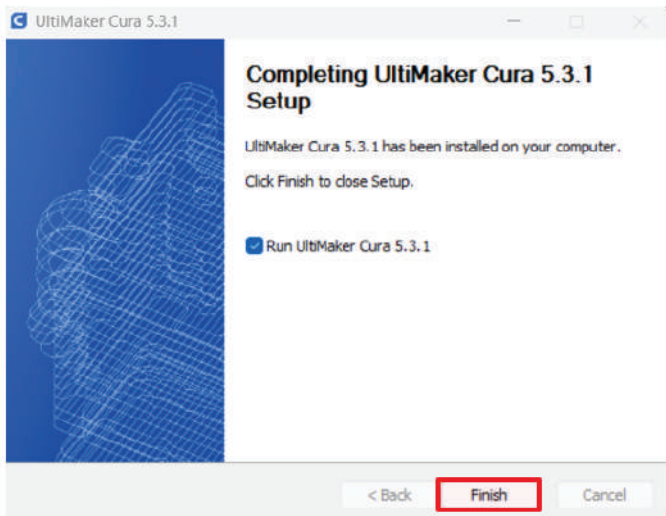 UltiMaker Cura 5.3.1
Completing UltiMaker Cura 5.3.1
Setup
UltiMaker Cura 5.3.1 has been installed on your computer.
Click Finish to close Setup.
Run UltiMaker Cura 5.3.1
< Back Finish Cancel